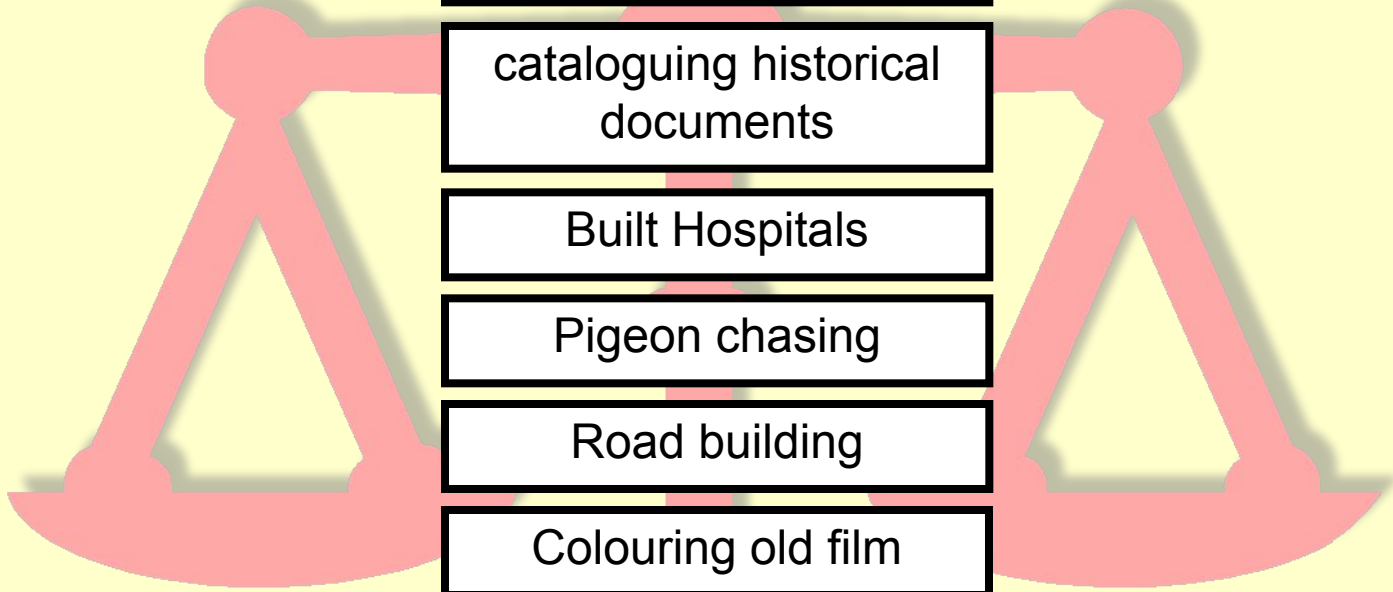 cataloguing historical
documents
Built Hospitals
Pigeon chasing
Road building
Colouring old film